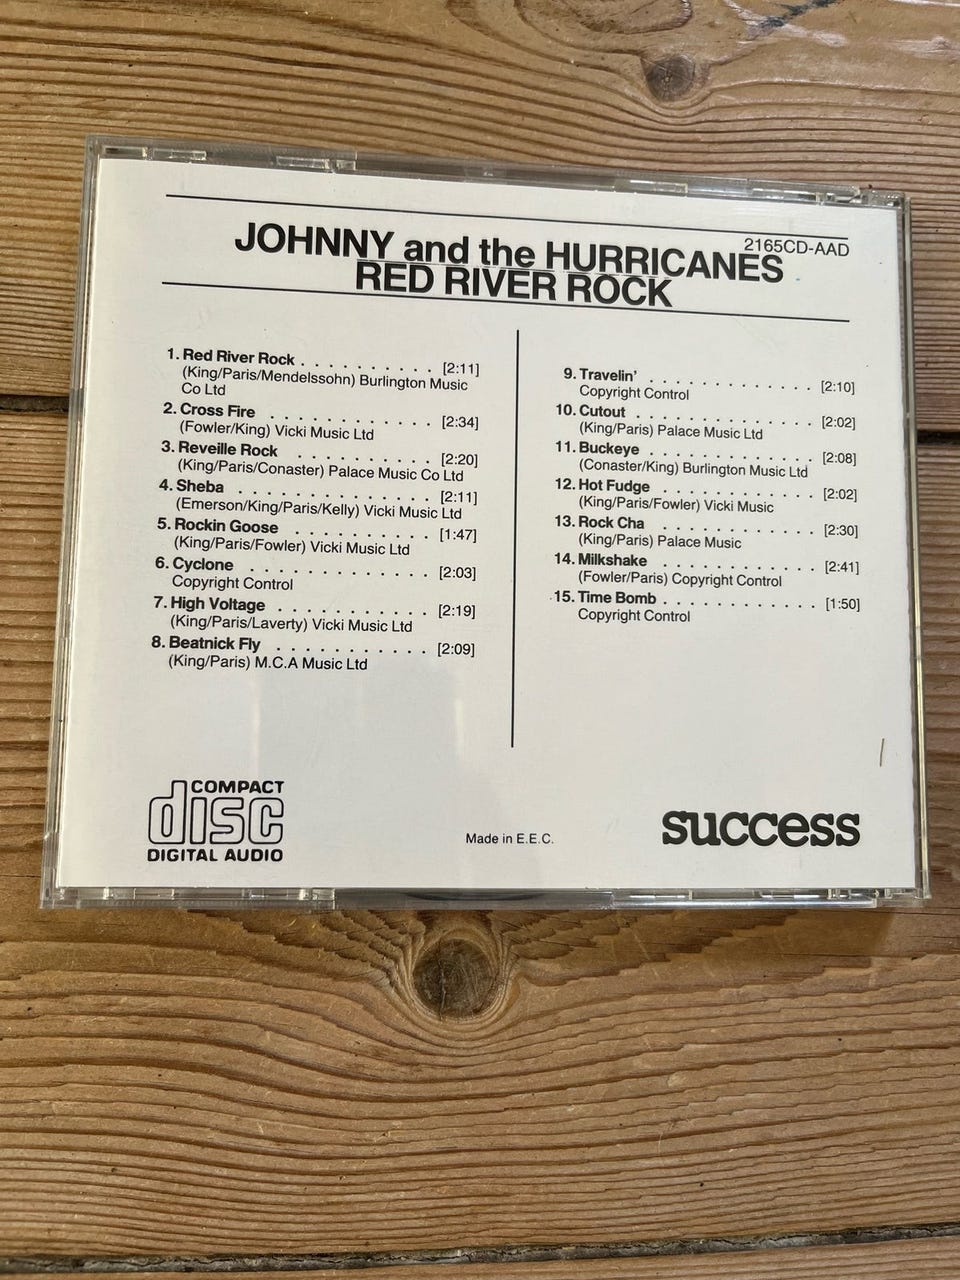 2165CD-AAD
JOHNNY and the HURRICANES
RED RIVER ROCK
1. Red River Rock . . . . . . . . . . [2:11]
(King/Paris/Mendelssohn) Burlington Music
Co Ltd
2. Cross Fire . . . . . . . . . . . . . [2:34]
(Fowler/King) Vicki Music Ltd
3. Reveille Rock . . . . . . . . . . . [2:20]
(King/Paris/Conaster) Palace Music Co Ltd
4. Sheba . . . . . . . . . . . . . . . [2:11]
(Emerson/King/Paris/Kelly) Vicki Music Ltd
5. Rockin Goose . . . . . . . . . . . [1:47]
(King/Paris/Fowler) Vicki Music Ltd
6. Cyclone . . . . . . . . . . . . . . [2:03]
Copyright Control
7. High Voltage . . . . . . . . . . . . [2:19]
(King/Paris/Laverty) Vicki Music Ltd
8. Beatnick Fly . . . . . . . . . . . . [2:09]
(King/Paris) M.C.A Music Ltd
9. Travelin' . . . . . . . . . . . . . [2:10]
Copyright Control
10. Cutout . . . . . . . . . . . . . . [2:02]
(King/Paris) Palace Music Ltd
11. Buckeye . . . . . . . . . . . . . [2:08]
(Conaster/King) Burlington Music Ltd
12. Hot Fudge . . . . . . . . . . . . [2:02]
(King/Paris/Fowler) Vicki Music
13. Rock Cha . . . . . . . . . . . . [2:30]
(King/Paris) Palace Music
14. Milkshake . . . . . . . . . . . . [2:41]
(Fowler/Paris) Copyright Control
15. Time Bomb . . . . . . . . . . . . [1:50]
Copyright Control
COMPACT
disc
DIGITAL AUDIO
Made in E.E.C.
success